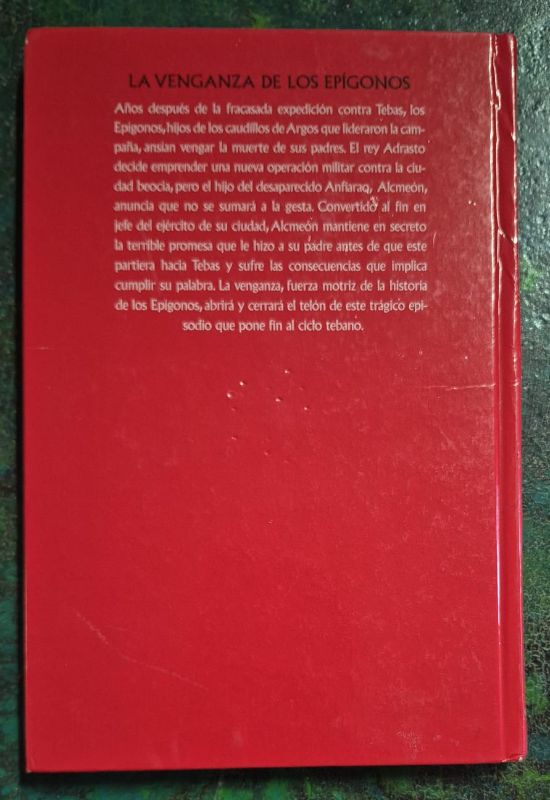 LA VENGANZA DE LOS EPÍGONOS
Años después de la fracasada expedición contra Tebas, los
Epígonos, hijos de los caudillos de Argos que lideraron la cam-
paña, ansían vengar la muerte de sus padres. El rey Adrasto
decide emprender una nueva operación militar contra la ciu-
dad beocia, pero el hijo del desaparecido Anfiarao, Alcmeón,
anuncia que no se sumará a la gesta. Convertido al fin en
jefe del ejército de su ciudad, Alcmeón mantiene en secreto
la terrible promesa que le hizo a su padre antes de que este
partiera hacia Tebas y sufre las consecuencias que implica
cumplir su palabra. La venganza, fuerza motriz de la historia
de los Epígonos, abrirá y cerrará el telón de este trágico epi-
sodio que pone fin al ciclo tebano.